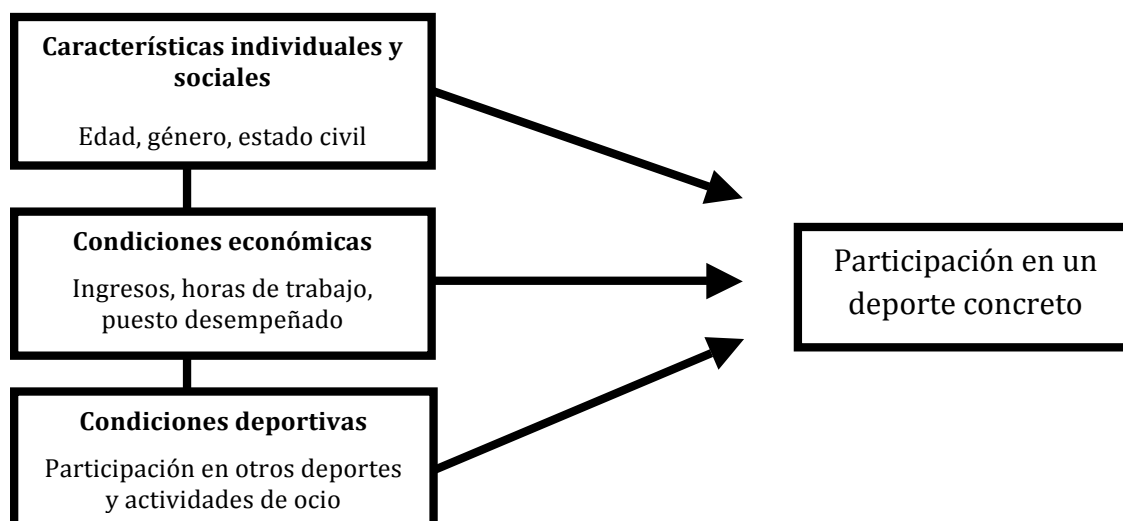 Características individuales y
sociales
Edad, género, estado civil
Condiciones económicas
Ingresos, horas de trabajo,
puesto desempeñado
Condiciones deportivas
Participación en otros deportes
y actividades de ocio
Participación en un
deporte concreto